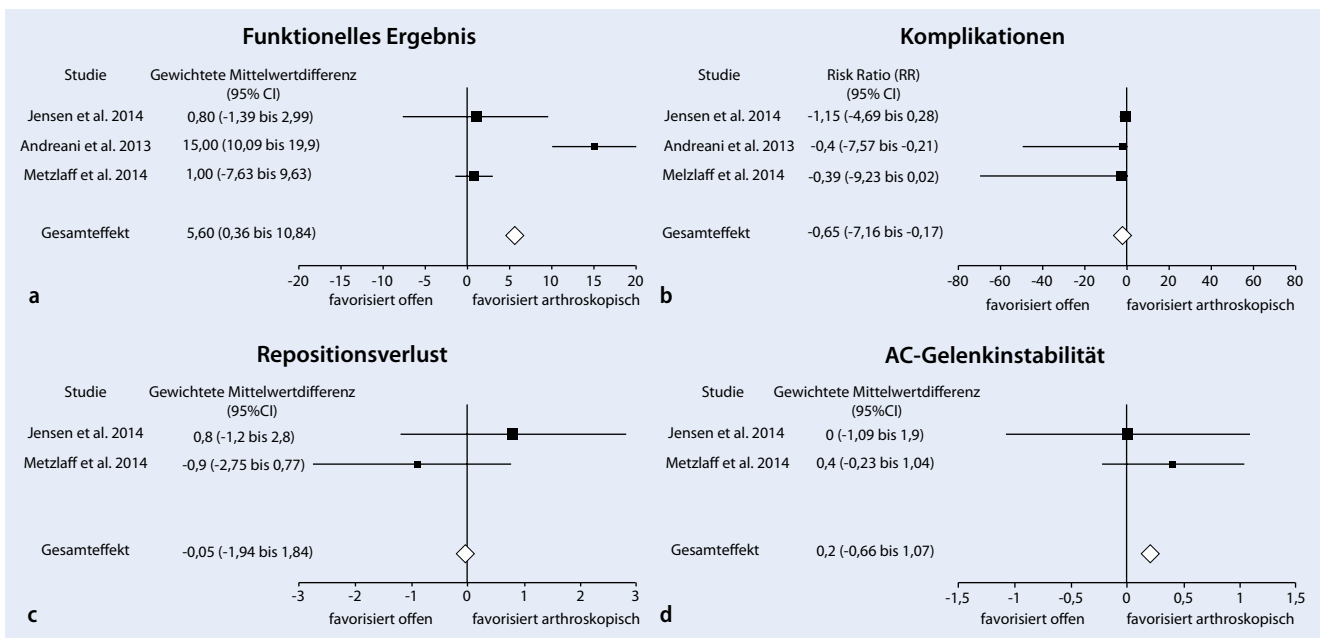 Funktionelles Ergebnis
Studie Gewichtete Mittelwertdifferenz
(95% CI)
Jensen et al. 2014 0,80 (-1,39 bis 2,99)
Andreani et al. 2013 15,00 (10,09 bis 19,9)
Metzlaff et al. 2014 1,00 (-7,63 bis 9,63)
Gesamteffekt 5,60 (0,36 bis 10,84)
-20 -15 -10 -5 0 5 10 15 20
a favorisiert offen favorisiert arthroskopisch
Komplikationen
Studie Risk Ratio (RR)
(95% CI)
Jensen et al. 2014 -1,15 (-4,69 bis 0,28)
Andreani et al. 2013 -0,4 (-7,57 bis -0,21)
Melzlaff et al. 2014 -0,39 (-9,23 bis 0,02)
Gesamteffekt -0,65 (-7,16 bis -0,17)
-80 -60 -40 -20 0 20 40 60 80
b favorisiert offen favorisiert arthroskopisch
Repositionsverlust
Studie Gewichtete Mittelwertdifferenz
(95%CI)
Jensen et al. 2014 0,8 (-1,2 bis 2,8)
Metzlaff et al. 2014 -0,9 (-2,75 bis 0,77)
Gesamteffekt -0,05 (-1,94 bis 1,84)
-3 -2 -1 0 1 2 3
c favorisiert offen favorisiert arthroskopisch
AC-Gelenkinstabilität
Studie Gewichtete Mittelwertdifferenz
(95%CI)
Jensen et al. 2014 0 (-1,09 bis 1,9)
Metzlaff et al. 2014 0,4 (-0,23 bis 1,04)
Gesamteffekt 0,2 (-0,66 bis 1,07)
-1,5 -1 -0,5 0 0,5 1 1,5
d favorisiert offen favorisiert arthroskopisch